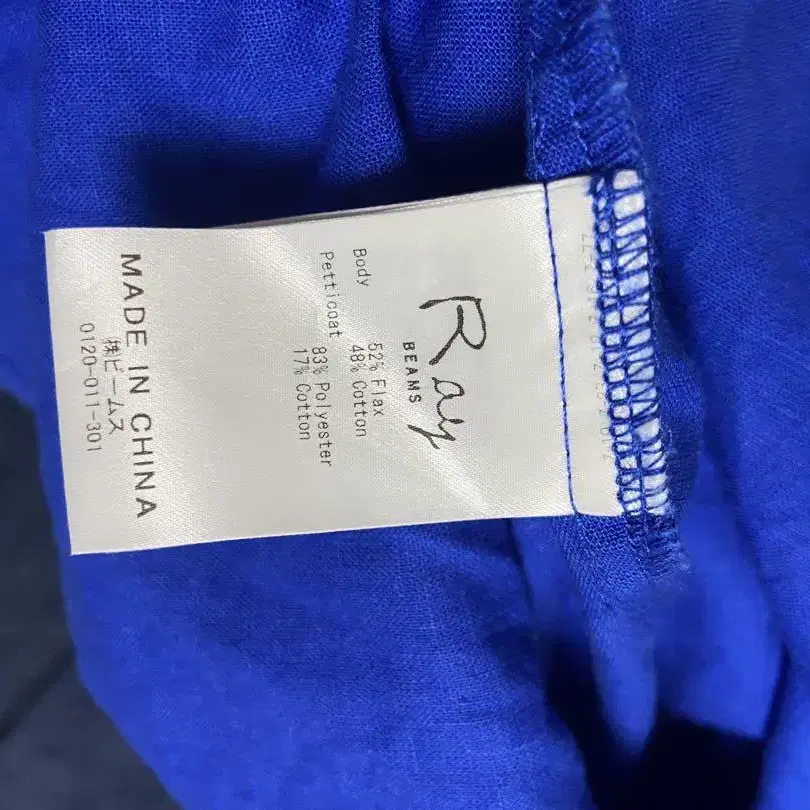 Ray
BEAMS
Body 52% Flax
48% Cotton
Petticoat 83% Polyester
17% Cotton
MADE IN CHINA
㈱ビームス
0120-011-301